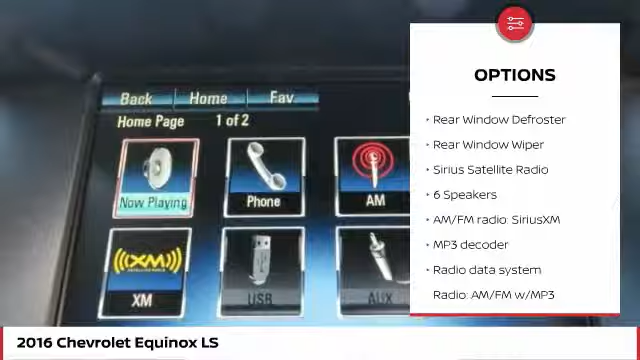 Back Home Fav
Home Page 1 of 2
Now Playing
Phone
AM
XM
XM
USB
AUX
OPTIONS
Rear Window Defroster
Rear Window Wiper
Sirius Satellite Radio
6 Speakers
AM/FM radio: SiriusXM
MP3 decoder
Radio data system
Radio: AM/FM w/MP3
2016 Chevrolet Equinox LS